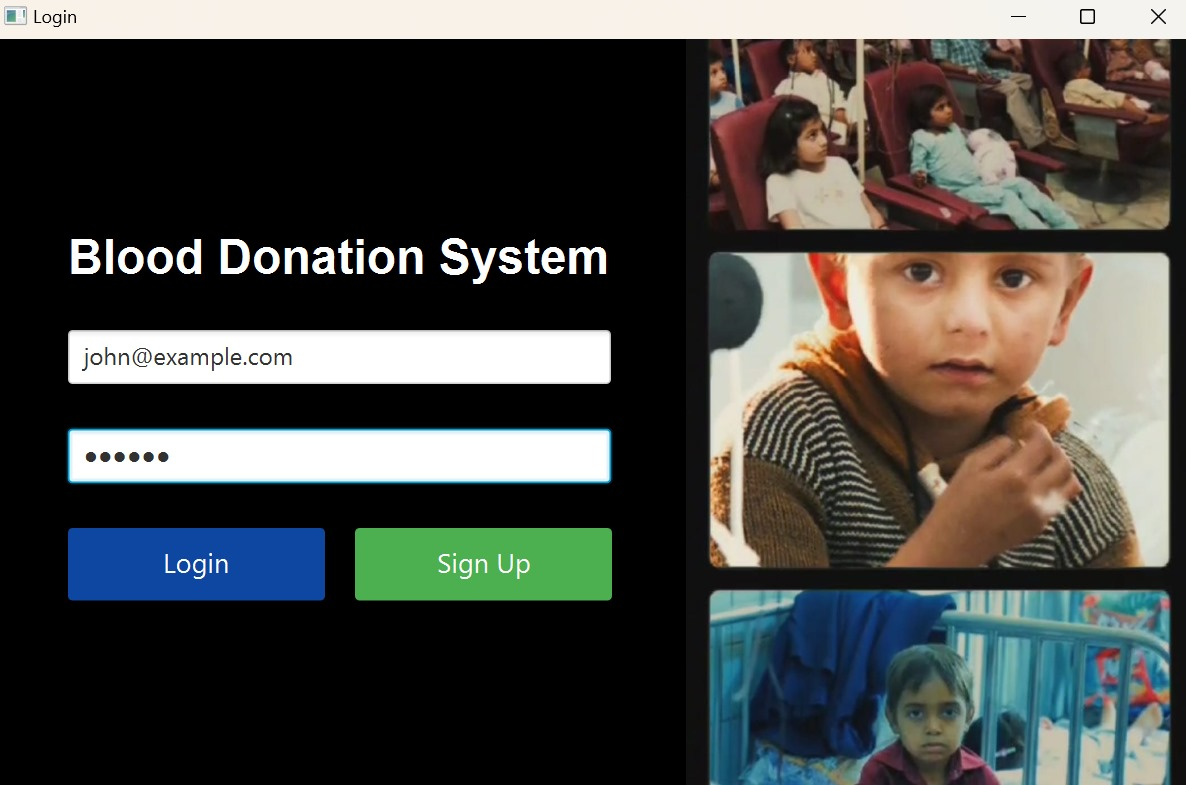 Login
Blood Donation System
john@example.com
••••••
Login
Sign Up